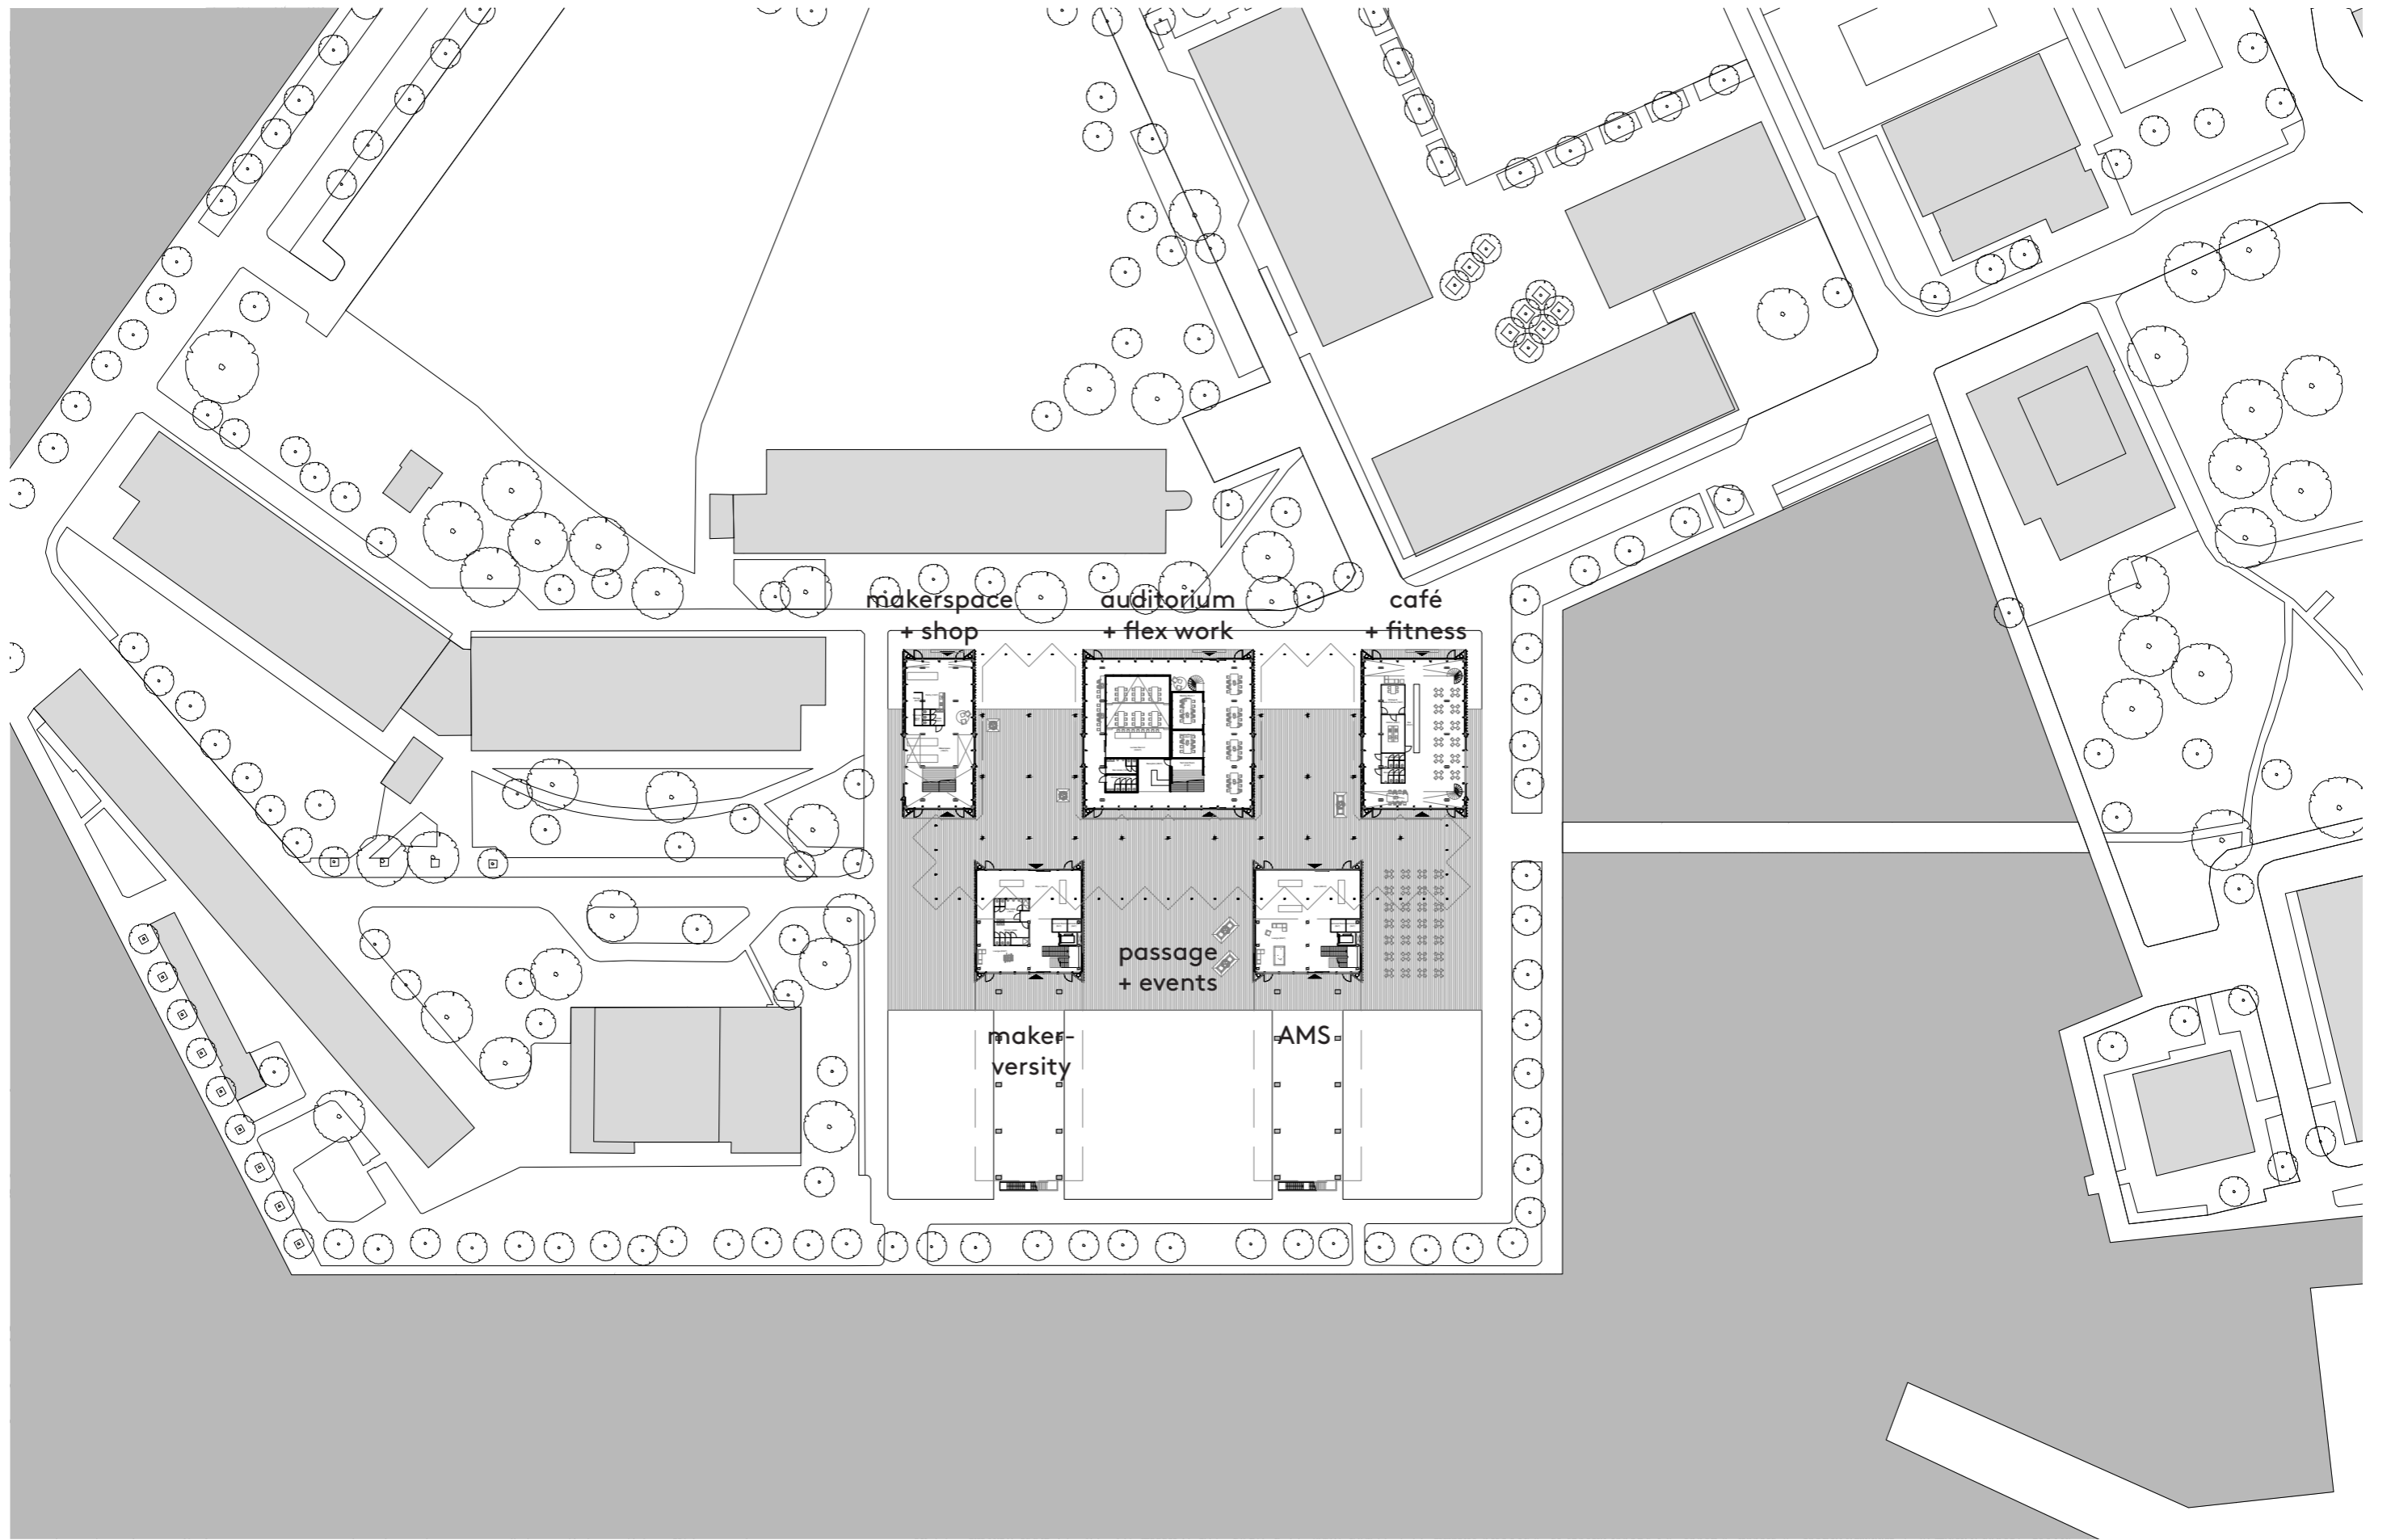 makerspace
+ shop
auditorium
+ flex work
café
+ fitness
passage
+ events
maker-
versity
AMS